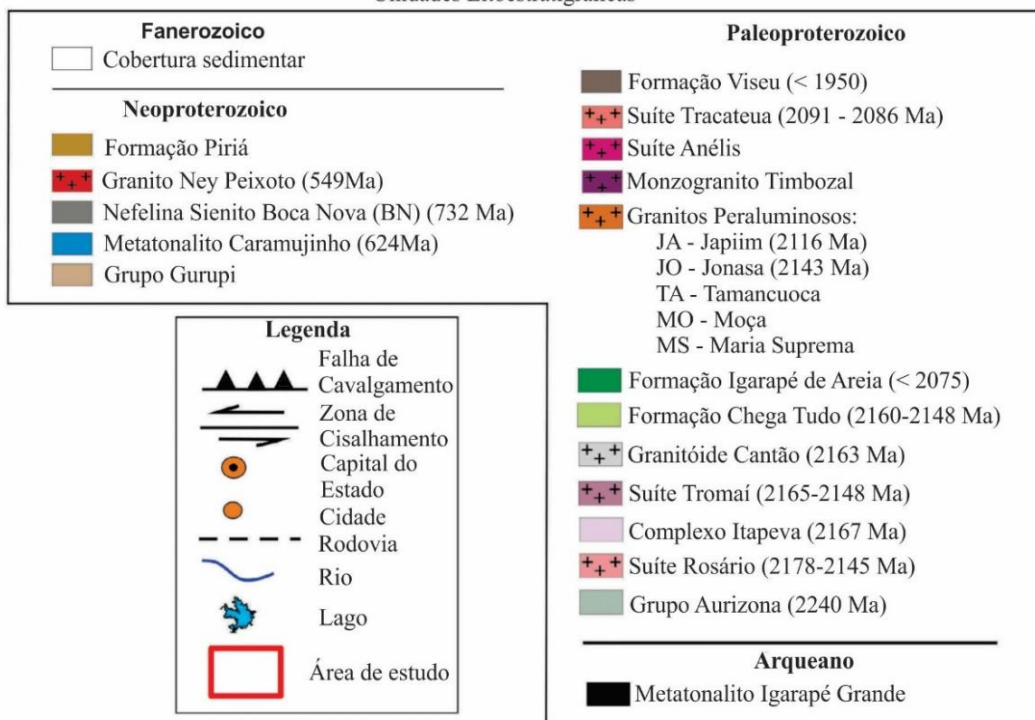 Fanerozoico
Cobertura sedimentar
Neoproterozoico
Formação Piriá
Granito Ney Peixoto (549Ma)
Nefelina Sienito Boca Nova (BN) (732 Ma)
Metatonalito Caramujinho (624Ma)
Grupo Gurupi
Legenda
Falha de
Cavalgamento
Zona de
Cisalhamento
Capital do
Estado
Cidade
Rodovia
Rio
Lago
Área de estudo
Paleoproterozoico
Formação Viseu (< 1950)
Suíte Tracateua (2091 - 2086 Ma)
Suíte Anélis
Monzogranito Timbozal
Granitos Peraluminosos:
JA - Japiim (2116 Ma)
JO - Jonasa (2143 Ma)
TA - Tamancuoca
MO - Moça
MS - Maria Suprema
Formação Igarapé de Areia (< 2075)
Formação Chega Tudo (2160-2148 Ma)
Granitóide Cantão (2163 Ma)
Suíte Tromaí (2165-2148 Ma)
Complexo Itapeva (2167 Ma)
Suíte Rosário (2178-2145 Ma)
Grupo Aurizona (2240 Ma)
Arqueano
Metatonalito Igarapé Grande